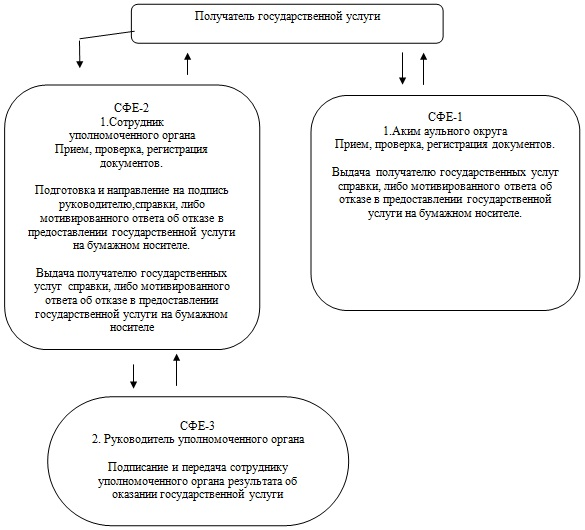 Получатель государственной услуги
СФЕ-2
1.Сотрудник
уполномоченного органа
Прием, проверка, регистрация
документов.
Подготовка и направление на подпись
руководителю,справки, либо
мотивированного ответа об отказе в
предоставлении государственной услуги
на бумажном носителе.
Выдача получателю государственных
услуг справки, либо мотивированного
ответа об отказе в предоставлении
государственной услуги на бумажном
носителе
СФЕ-1
1.Аким аульного округа
Прием, проверка, регистрация документов.
Выдача получателю государственных услуг
справки, либо мотивированного ответа об
отказе в предоставлении государственной
услуги на бумажном носителе.
СФЕ-3
2. Руководитель уполномоченного органа
Подписание и передача сотруднику
уполномоченного органа результата об
оказании государственной услуги